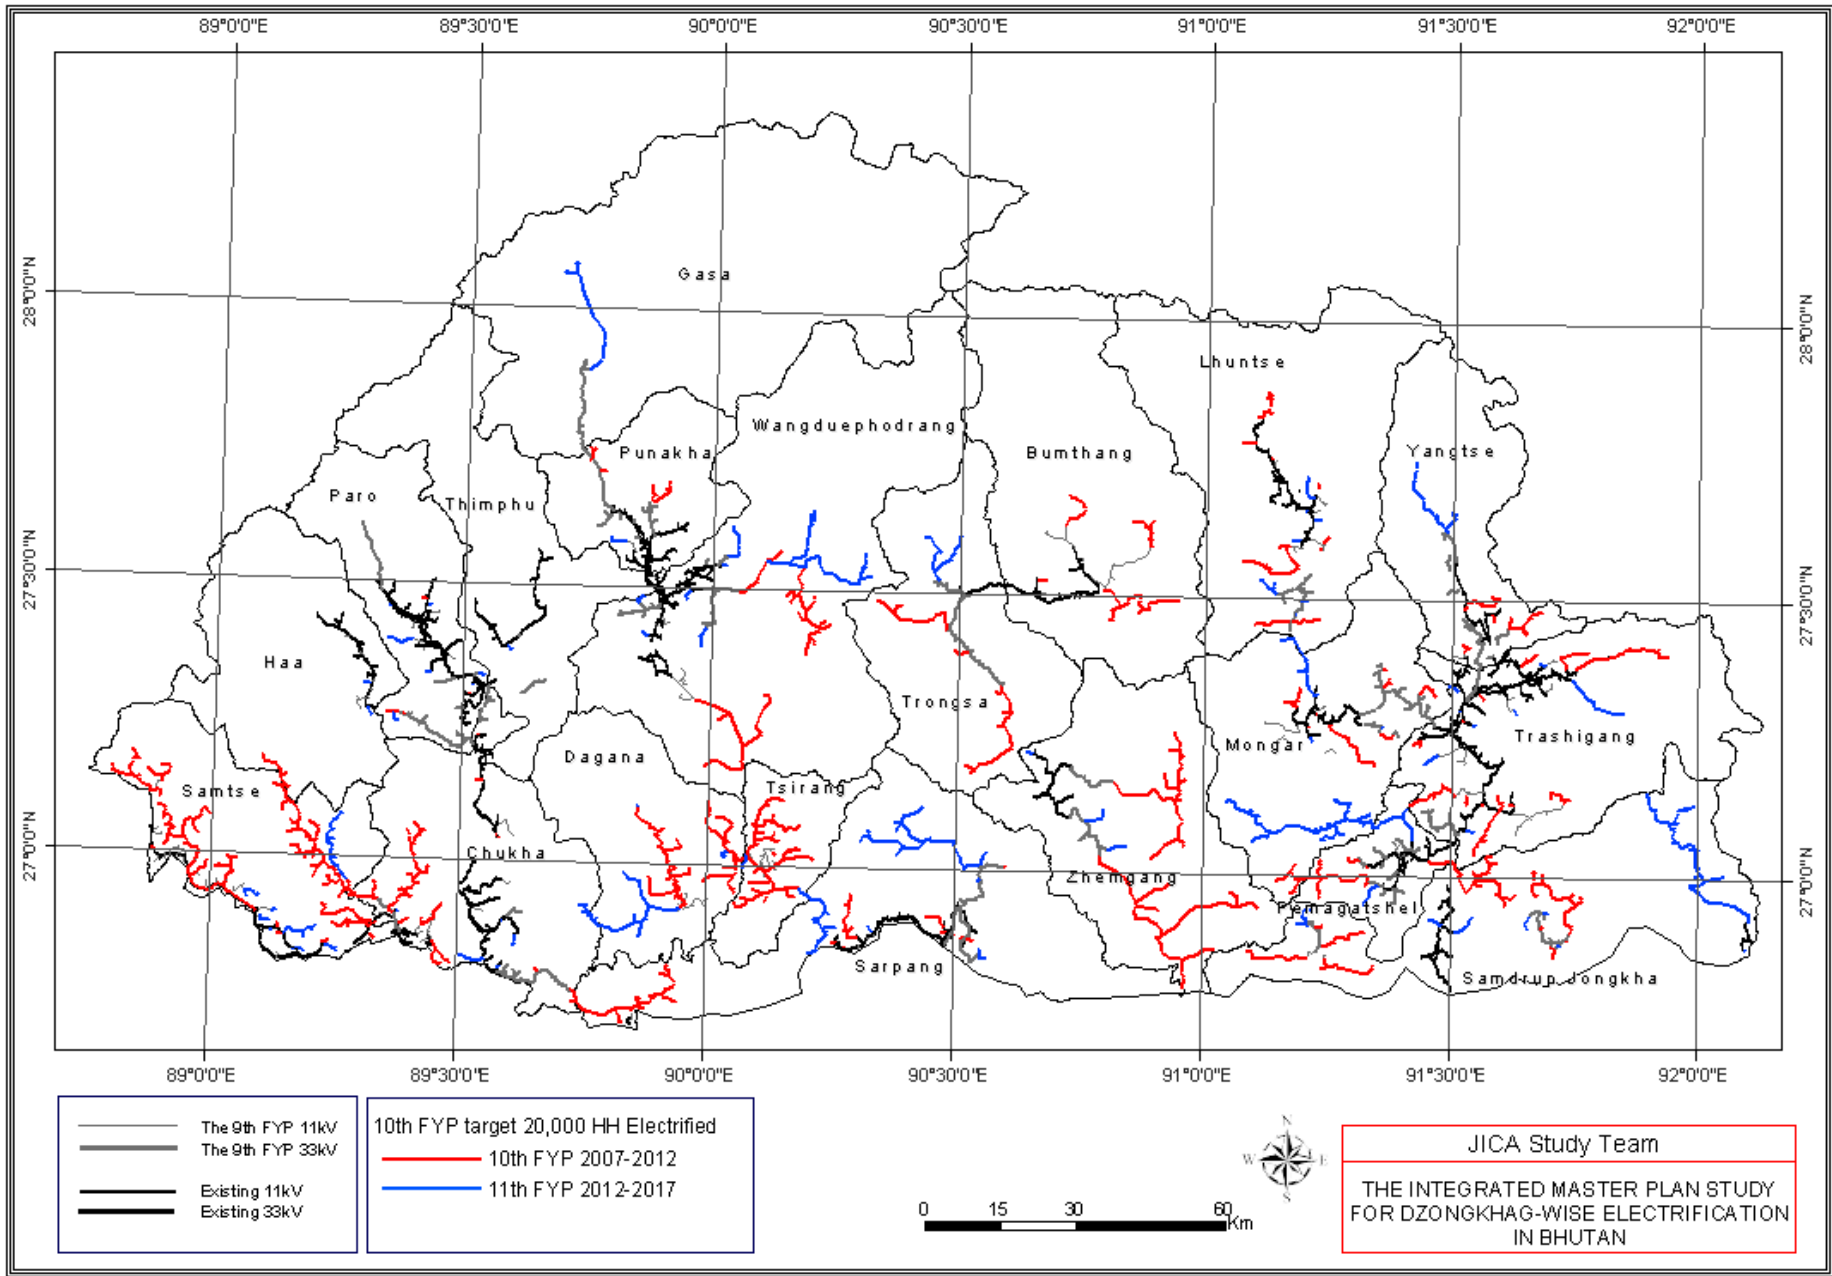 89°0'0"E 89°30'0"E 90°0'0"E 90°30'0"E 91°0'0"E 91°30'0"E 92°0'0"E
28°0'0"N
28°0'0"N
27°30'0"N
27°30'0"N
27°0'0"N
27°0'0"N
Gasa
Lhuntse
Wangduephodrang
Punakha
Bumthang
Yangtse
Paro
Thimphu
Haa
Trongsa
Mongar
Trashigang
Dagana
Samtse
Tsirang
Chukha
Zhemgang
Pemagatshel
Sarpang
Samdrup Jongkha
89°0'0"E 89°30'0"E 90°0'0"E 90°30'0"E 91°0'0"E 91°30'0"E 92°0'0"E
The 9th FYP 11kV
The 9th FYP 33kV
Existing 11kV
Existing 33kV
10th FYP target 20,000 HH Electrified
10th FYP 2007-2012
11th FYP 2012-2017
0 15 30 60
Km
N
W E
S
JICA Study Team
THE INTEGRATED MASTER PLAN STUDY
FOR DZONGKHAG-WISE ELECTRIFICATION
IN BHUTAN